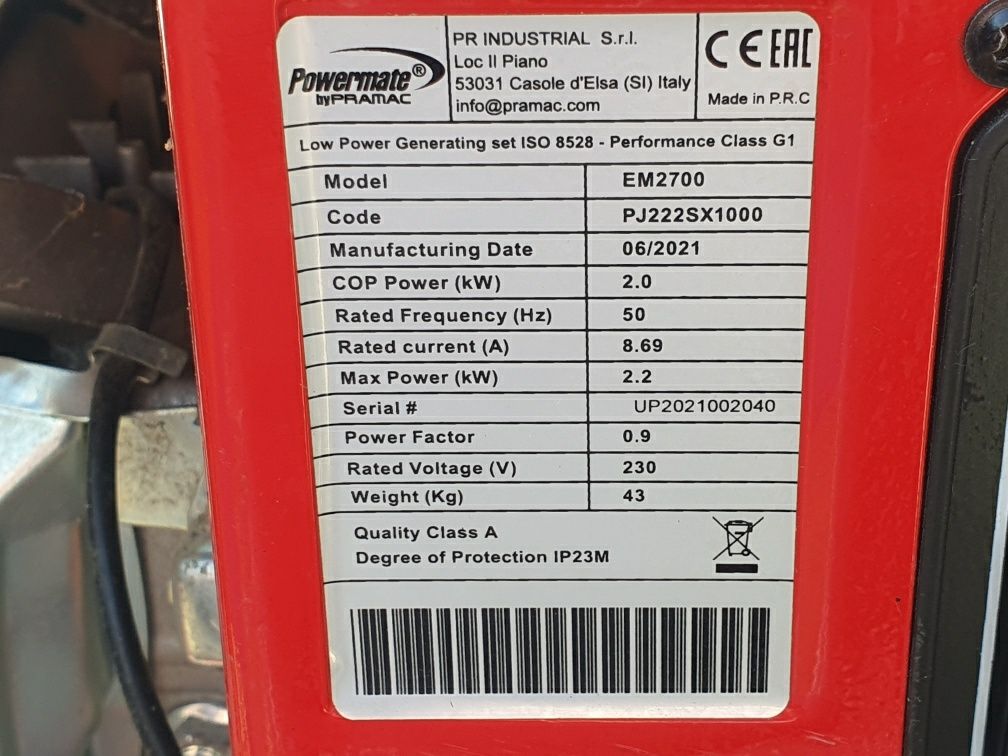 Powermate®
by PRAMAC
PR INDUSTRIAL S.r.l.
Loc Il Piano
53031 Casole d'Elsa (SI) Italy
info@pramac.com
CE EAC
Made in P.R.C
Low Power Generating set ISO 8528 - Performance Class G1
Model EM2700
Code PJ222SX1000
Manufacturing Date 06/2021
COP Power (kW) 2.0
Rated Frequency (Hz) 50
Rated current (A) 8.69
Max Power (kW) 2.2
Serial # UP2021002040
Power Factor 0.9
Rated Voltage (V) 230
Weight (Kg) 43
Quality Class A
Degree of Protection IP23M